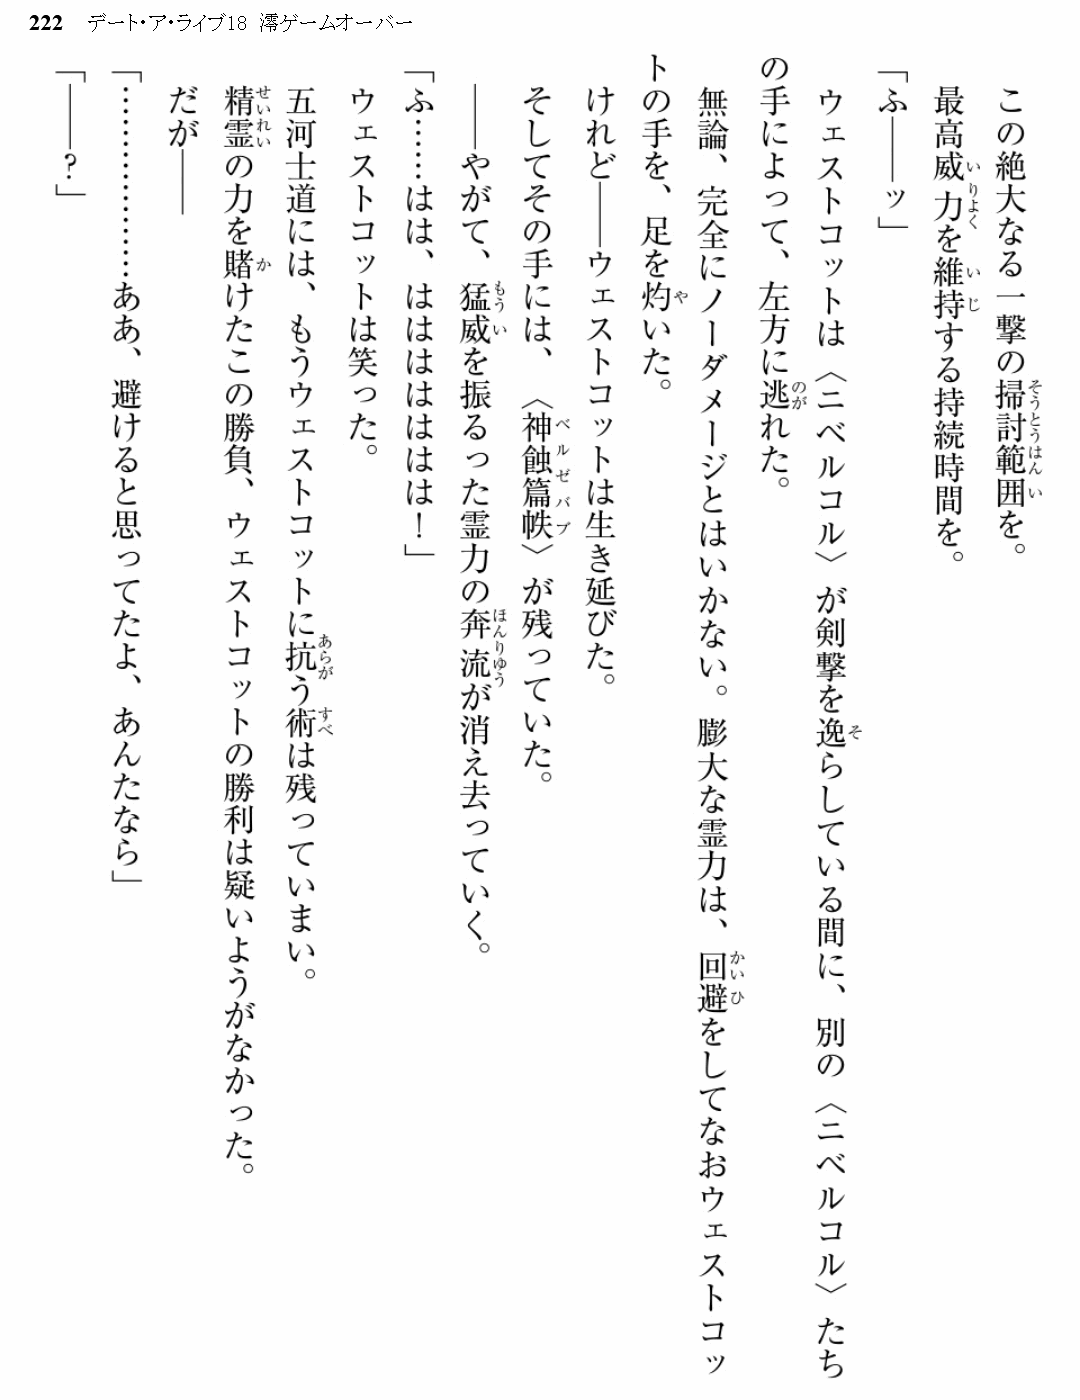 222 デート・ア・ライブ18 澪ゲームオーバー
この絶大なる一撃の掃討範囲を。
最高威力を維持する持続時間を。
「ふ――ッ」
ウェストコットは〈ニベルコル〉が剣撃を逸らしている間に、別の〈ニベルコル〉たち
の手によって、左方に逃れた。
無論、完全にノーダメージとはいかない。膨大な霊力は、回避をしてなおウェストコッ
トの手を、足を灼いた。
けれど――ウェストコットは生き延びた。
そしてその手には、〈神蝕篇帙〉が残っていた。
――やがて、猛威を振るった霊力の奔流が消え去っていく。
「ふ……はは、はははははははは！」
ウェストコットは笑った。
五河士道には、もうウェストコットに抗う術は残っていまい。
精霊の力を賭けたこの勝負、ウェストコットの勝利は疑いようがなかった。
だが――
「………………ああ、避けると思ってたよ、あんたなら」
「――？」